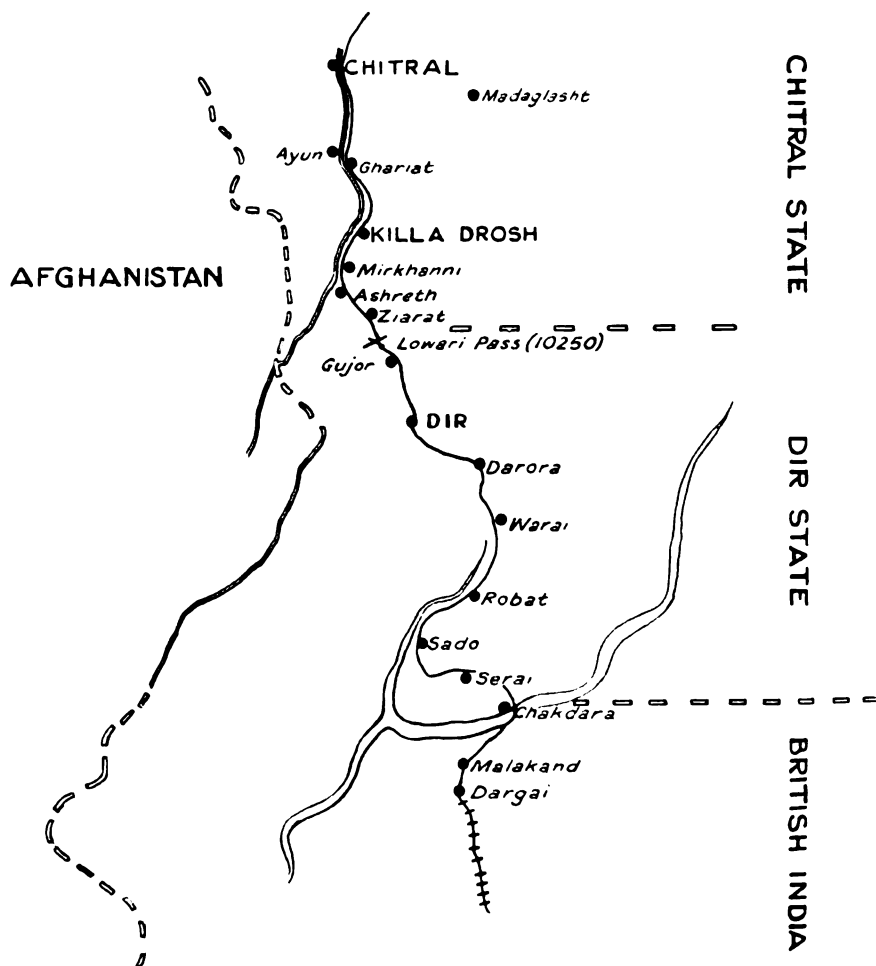 CHITRAL
Madaglasht
Ayun
Ghariat
CHITRAL STATE
KILLA DROSH
AFGHANISTAN
Mirkhanni
Ashreth
Ziarat
Lowari Pass (10250)
Gujor
DIR
Darora
DIR STATE
Warai
Robat
Sado
Serai
Chakdara
Malakand
Dargai
BRITISH INDIA